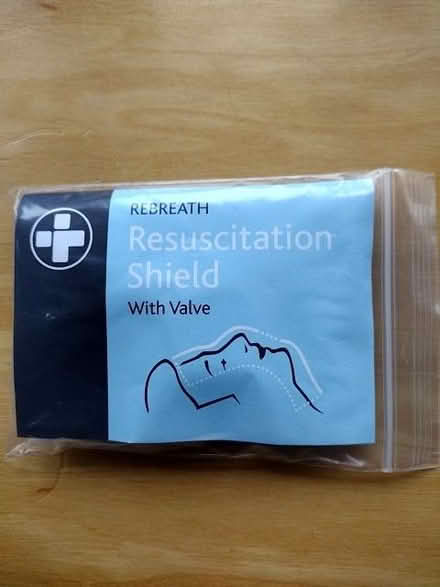 REBREATH
Resuscitation
Shield
With Valve